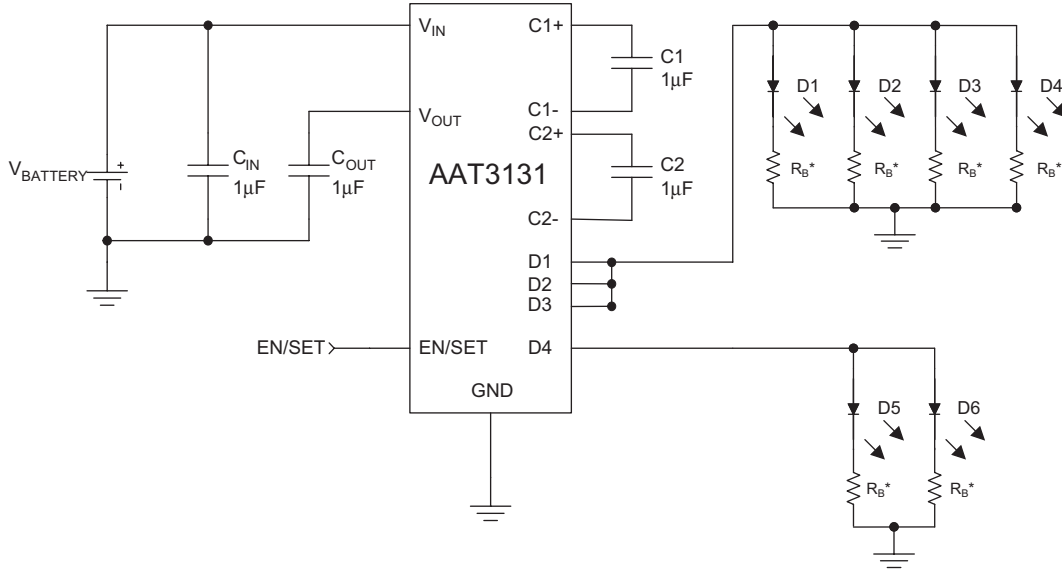 V_IN
C1+
C1
1μF
C1-
V_OUT
C2+
C_IN
1μF
C_OUT
1μF
AAT3131
C2
1μF
C2-
V_BATTERY
+
-
D1
D2
D3
D4
EN/SET
EN/SET
GND
D1
D2
D3
D4
R_B*
R_B*
R_B*
R_B*
D5
D6
R_B*
R_B*